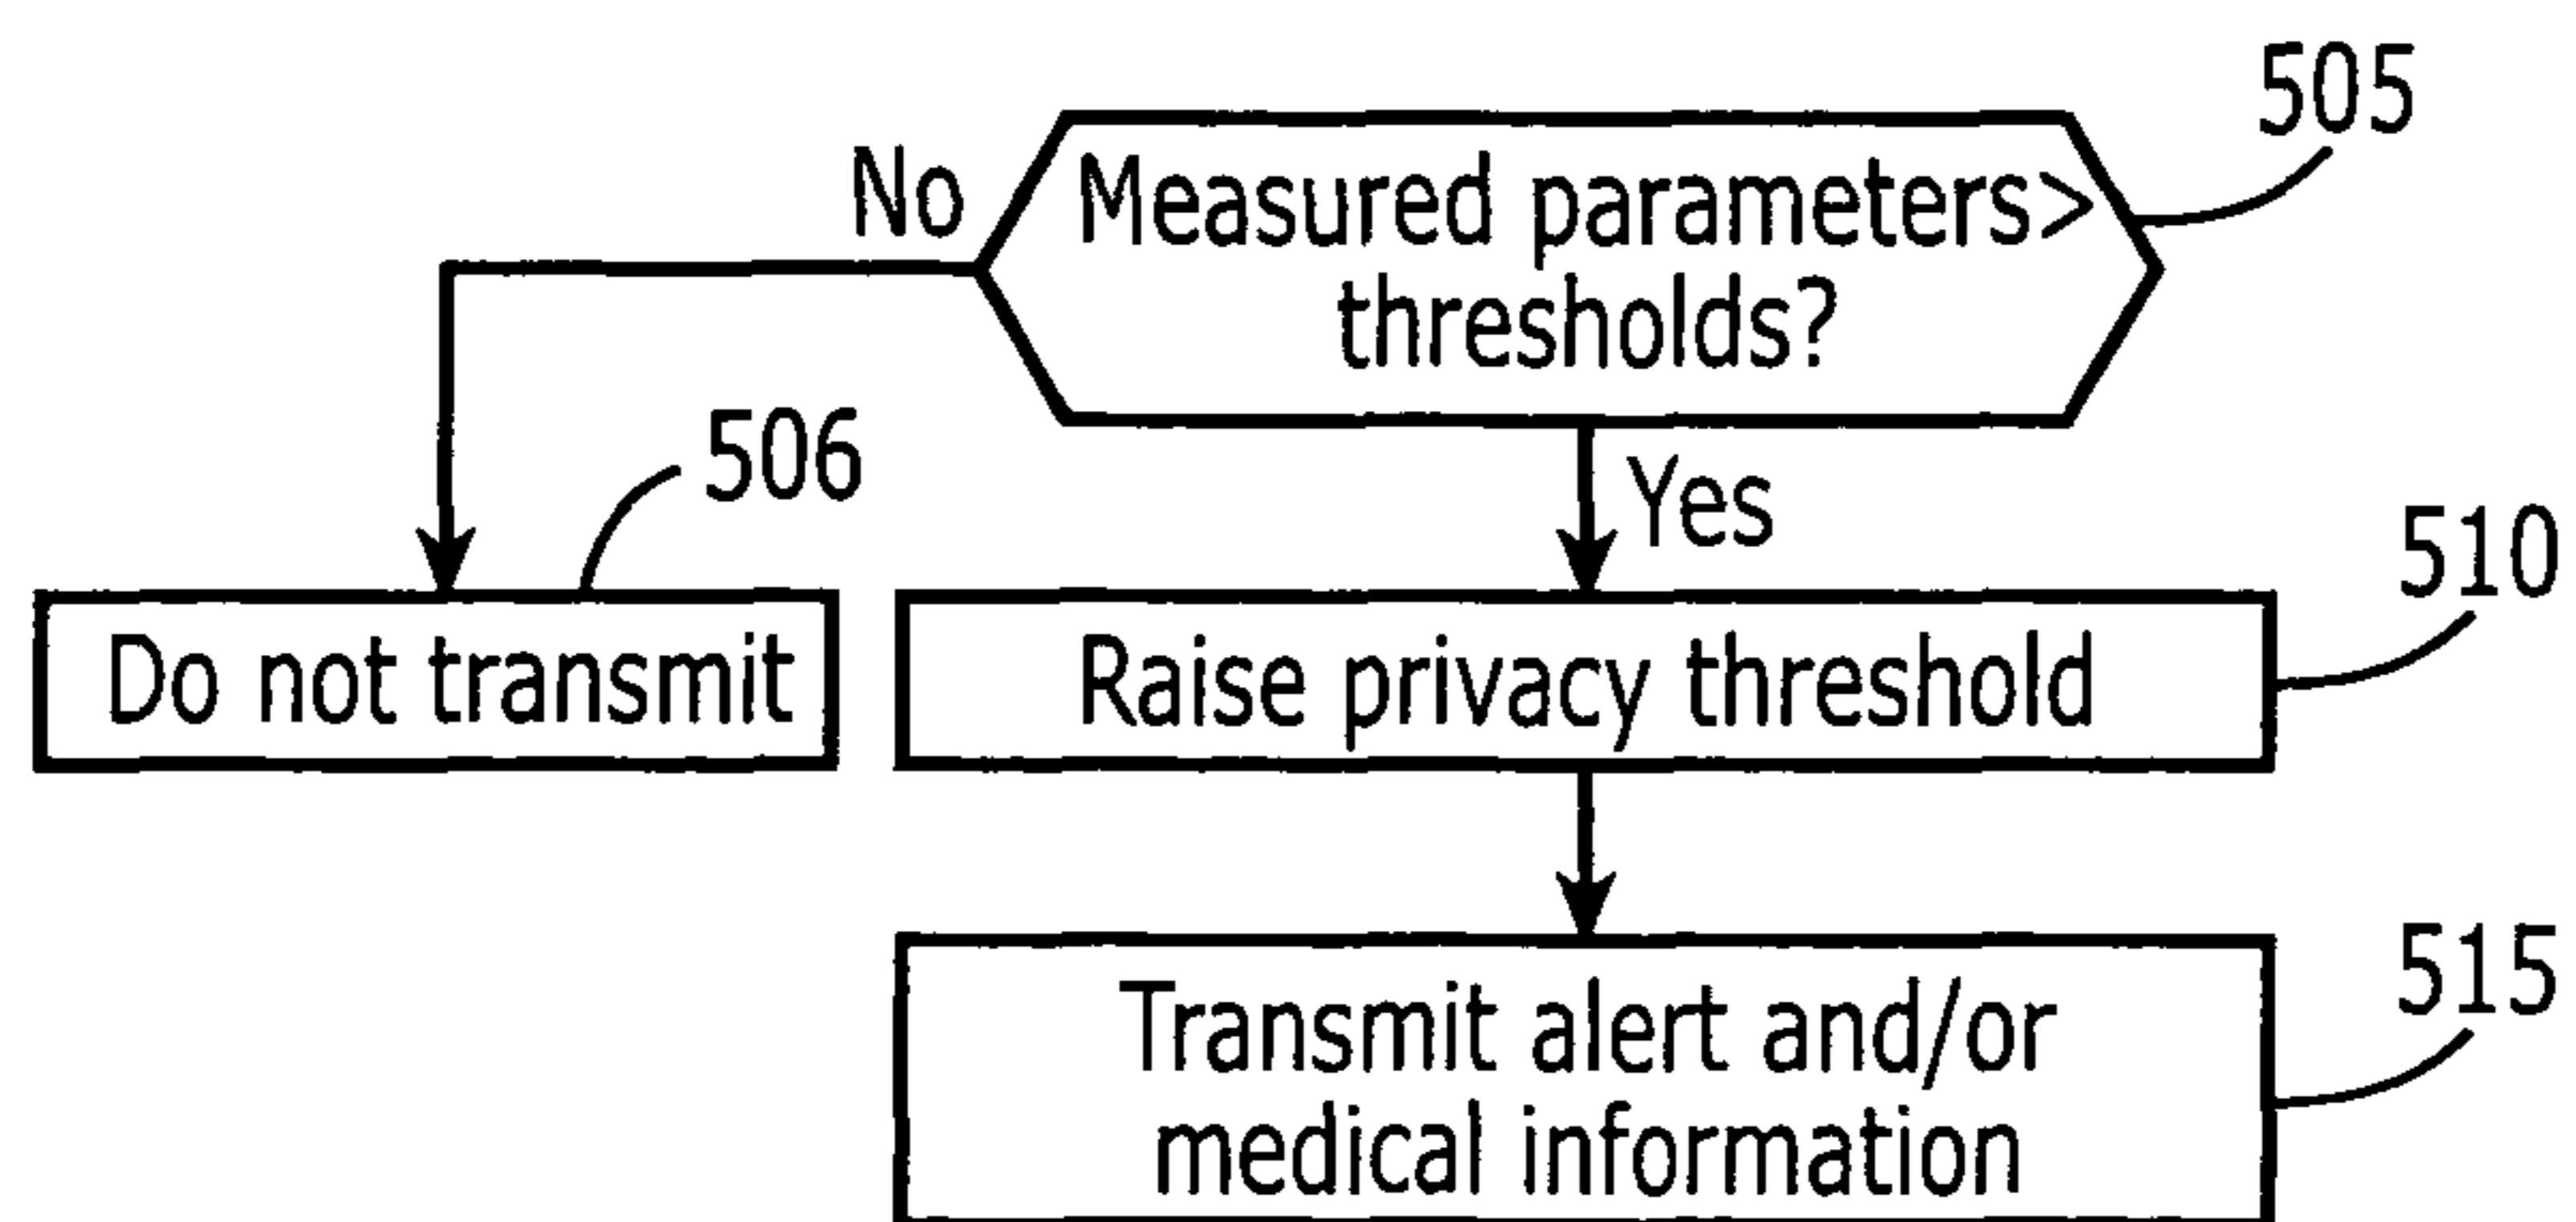 505
No
Measured parameters>
thresholds?
506
Yes
510
Do not transmit
Raise privacy threshold
515
Transmit alert and/or
medical information